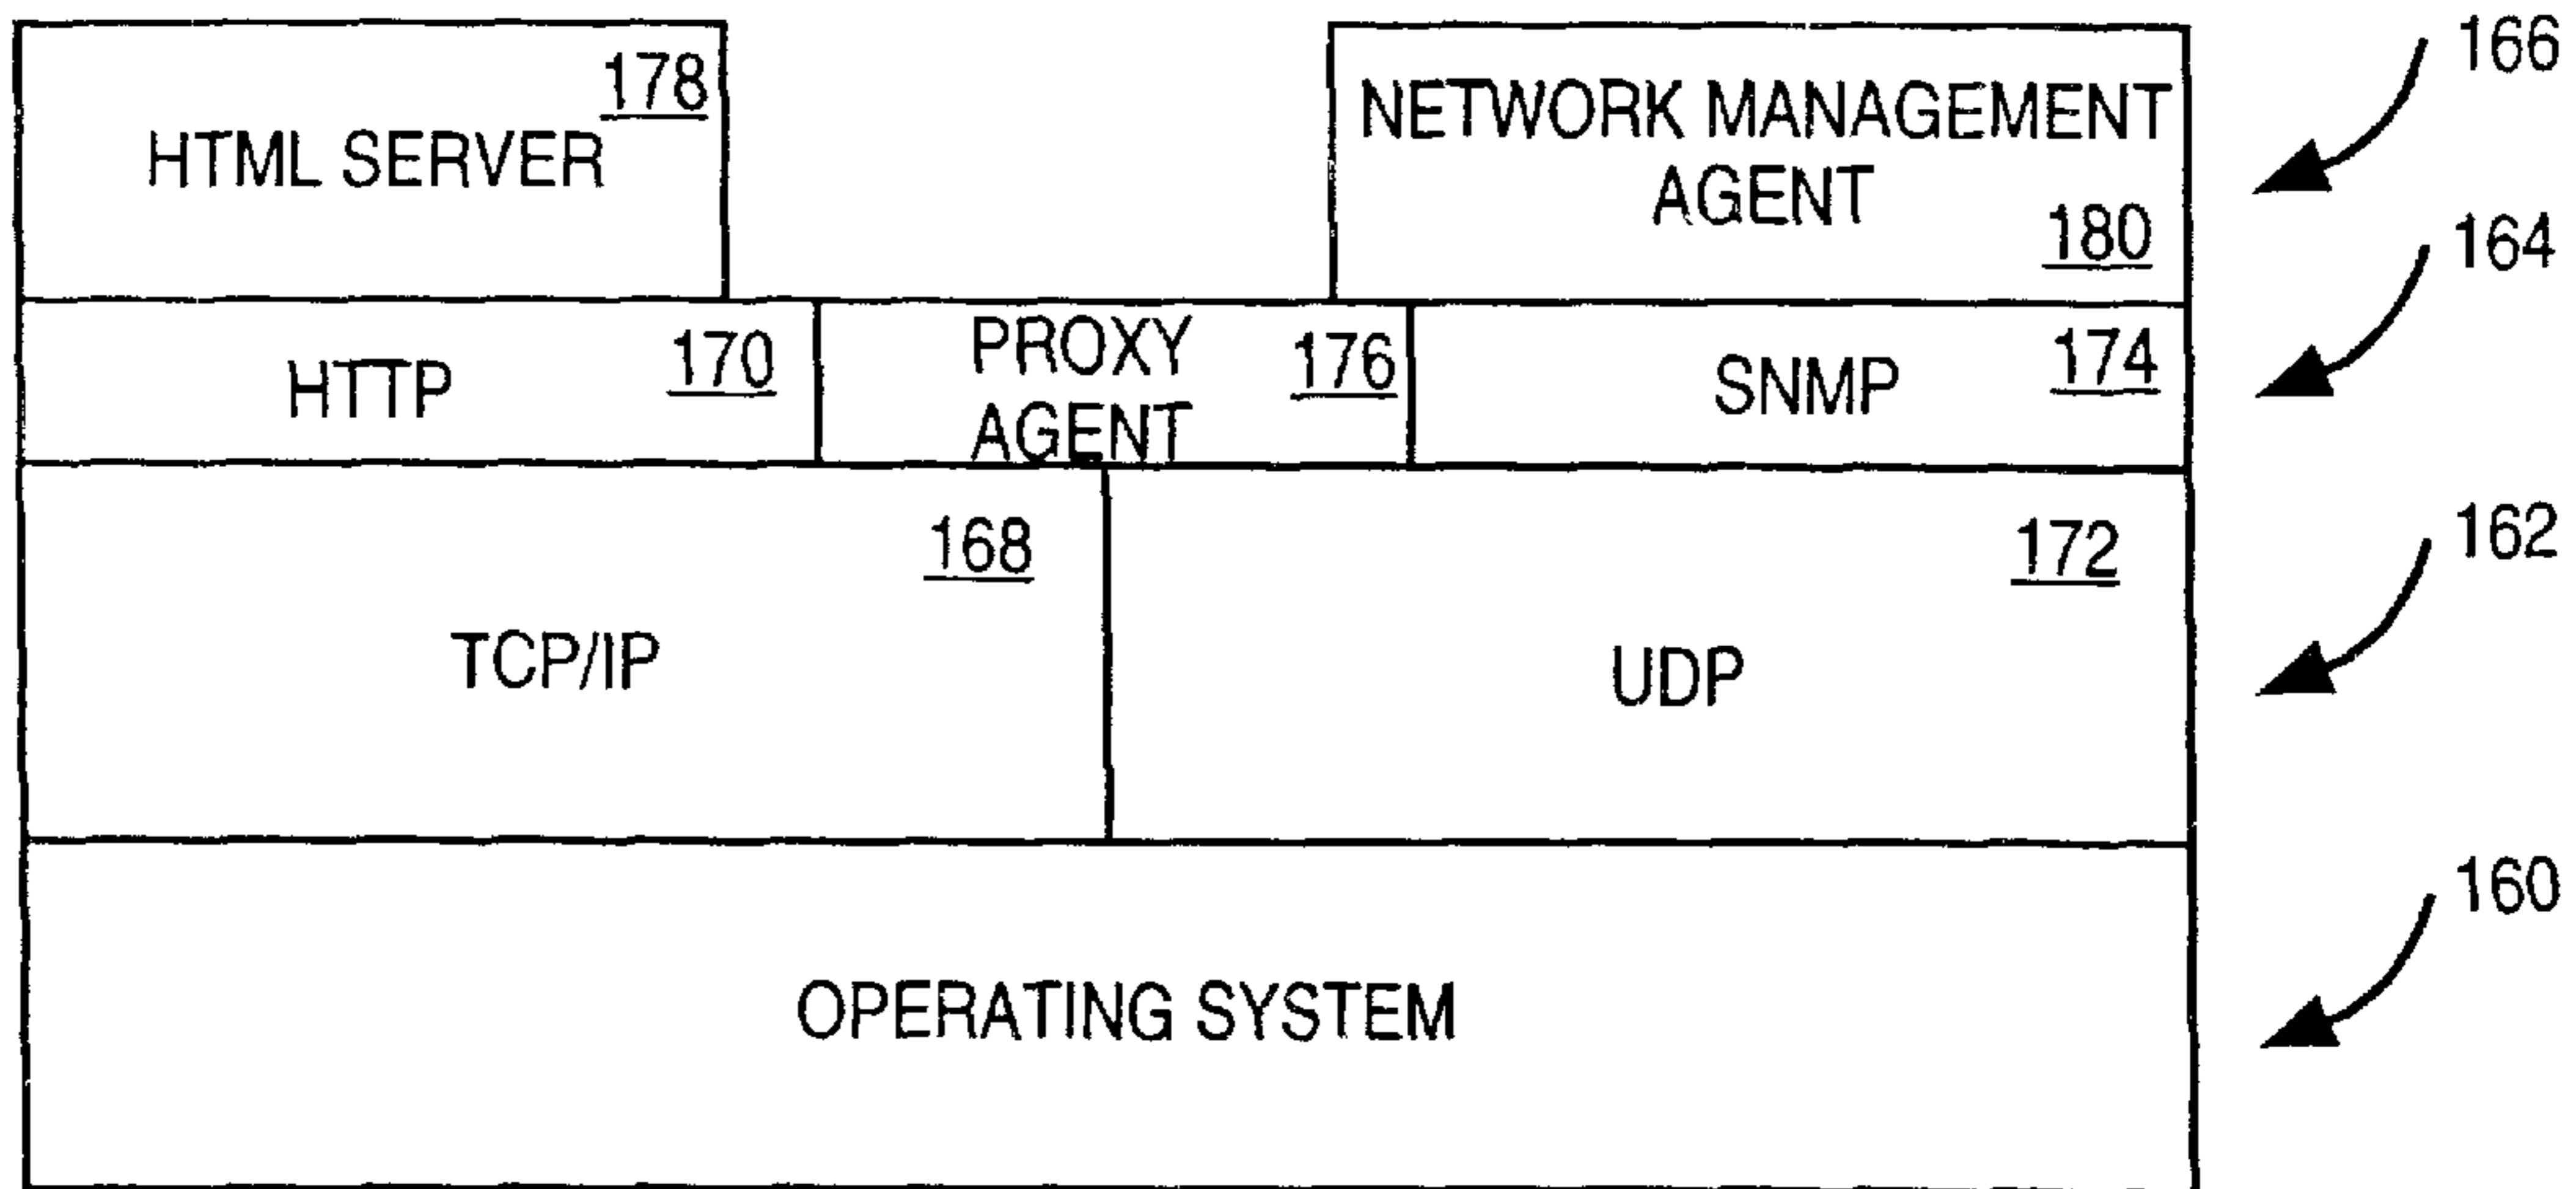 178
HTML SERVER
NETWORK MANAGEMENT
AGENT
180
166
HTTP
170
PROXY
AGENT
176
SNMP
174
164
168
TCP/IP
172
UDP
162
OPERATING SYSTEM
160